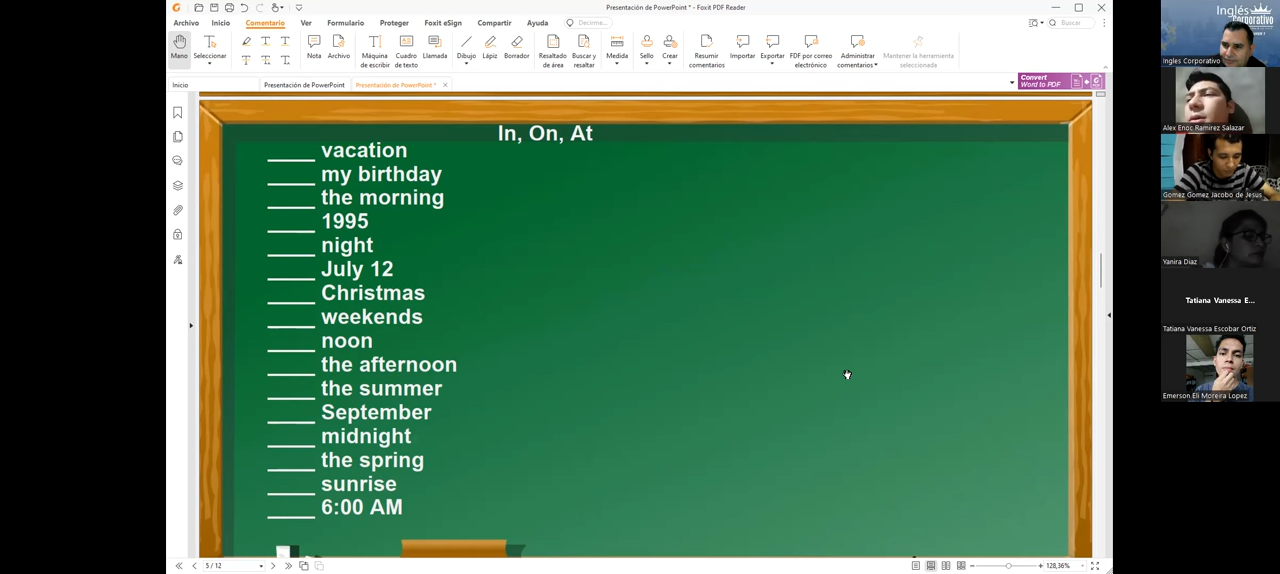 Presentación de PowerPoint * - Foxit PDF Reader
Archivo Inicio Comentario Ver Formulario Proteger Foxit eSign Compartir Ayuda Decirme... Buscar
Mano Seleccionar Nota Archivo Máquina de escribir Cuadro de texto Llamada Dibujo Lápiz Borrador Resaltado de área Buscar y resaltar Medida Sello Crear Resumir comentarios Importar Exportar PDF por correo electrónico Administrar comentarios Mantener la herramienta seleccionada
Inicio Presentación de PowerPoint Presentación de PowerPoint *
Convert
Word to PDF
In, On, At
_____ vacation
_____ my birthday
_____ the morning
_____ 1995
_____ night
_____ July 12
_____ Christmas
_____ weekends
_____ noon
_____ the afternoon
_____ the summer
_____ September
_____ midnight
_____ the spring
_____ sunrise
_____ 6:00 AM
5 / 12
128,36%
Inglés
Corporativo
Ingles Corporativo
Alex Enoc Ramirez Salazar
Gomez Gomez Jacobo de Jesus
Yanira Diaz
Tatiana Vanessa E...
Tatiana Vanessa Escobar Ortiz
Emerson Eli Moreira Lopez